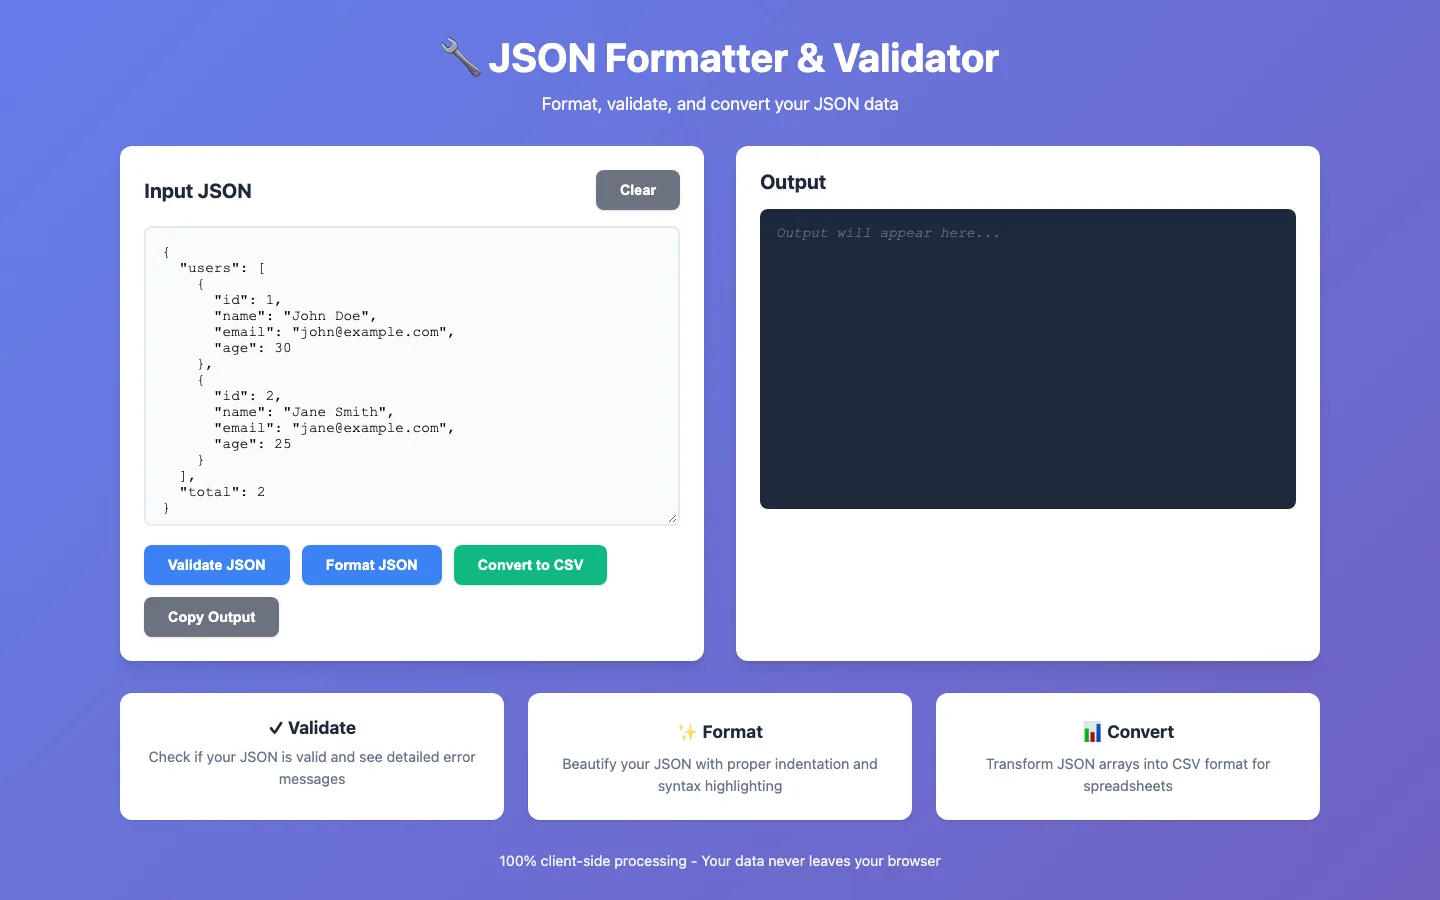 🔧 JSON Formatter & Validator
Format, validate, and convert your JSON data
Input JSON
Clear
{
  "users": [
    {
      "id": 1,
      "name": "John Doe",
      "email": "john@example.com",
      "age": 30
    },
    {
      "id": 2,
      "name": "Jane Smith",
      "email": "jane@example.com",
      "age": 25
    }
  ],
  "total": 2
}
Validate JSON
Format JSON
Convert to CSV
Copy Output
Output
Output will appear here...
✓ Validate
Check if your JSON is valid and see detailed error
messages
✨ Format
Beautify your JSON with proper indentation and
syntax highlighting
📊 Convert
Transform JSON arrays into CSV format for
spreadsheets
100% client-side processing - Your data never leaves your browser